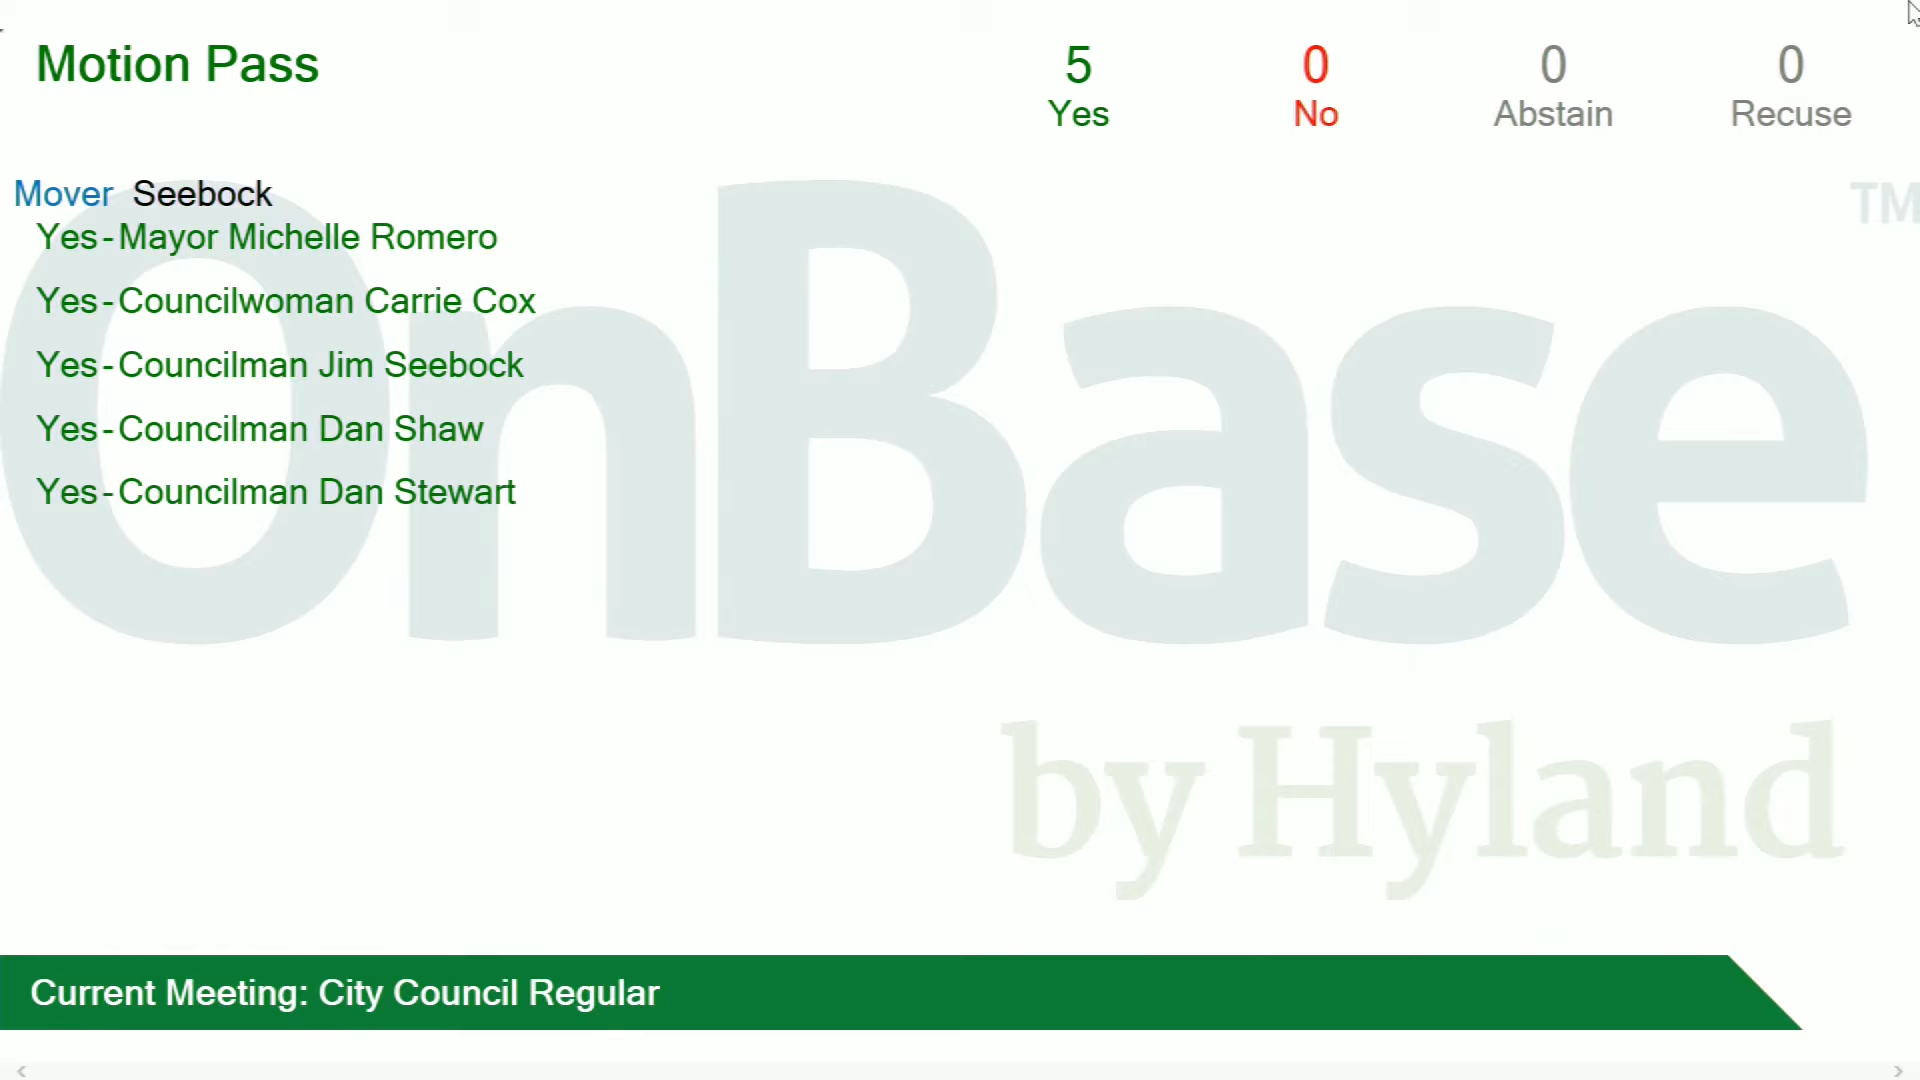 Motion Pass
5 0 0 0
Yes No Abstain Recuse
Mover Seebock
Yes-Mayor Michelle Romero
Yes-Councilwoman Carrie Cox
Yes-Councilman Jim Seebock
Yes-Councilman Dan Shaw
Yes-Councilman Dan Stewart
OnBase TM
by Hyland
Current Meeting: City Council Regular